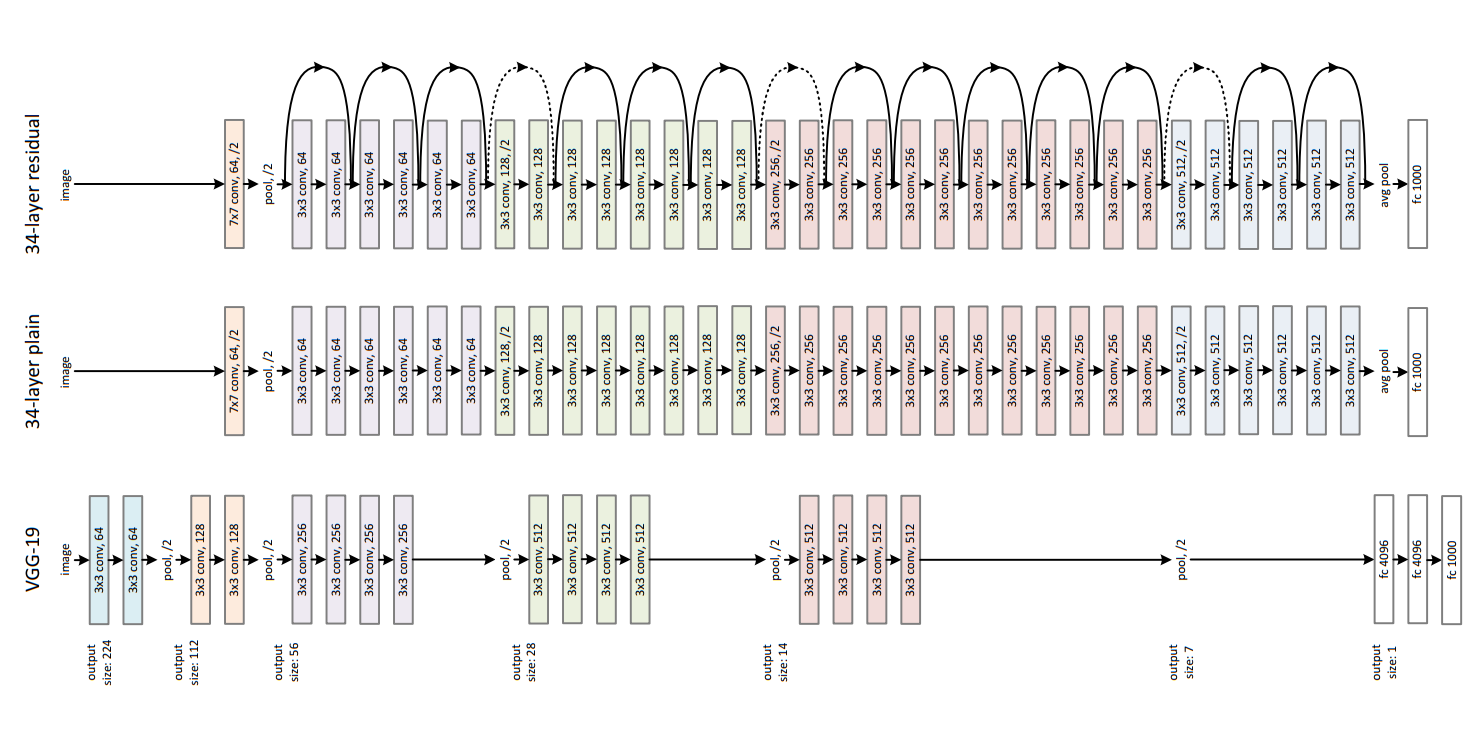 34-layer residual
image
7x7 conv, 64, /2
pool, /2
3x3 conv, 64
3x3 conv, 64
3x3 conv, 64
3x3 conv, 64
3x3 conv, 64
3x3 conv, 64
3x3 conv, 128, /2
3x3 conv, 128
3x3 conv, 128
3x3 conv, 128
3x3 conv, 128
3x3 conv, 128
3x3 conv, 128
3x3 conv, 128
3x3 conv, 256, /2
3x3 conv, 256
3x3 conv, 256
3x3 conv, 256
3x3 conv, 256
3x3 conv, 256
3x3 conv, 256
3x3 conv, 256
3x3 conv, 256
3x3 conv, 256
3x3 conv, 256
3x3 conv, 256
3x3 conv, 512, /2
3x3 conv, 512
3x3 conv, 512
3x3 conv, 512
3x3 conv, 512
3x3 conv, 512
avg pool
fc 1000
34-layer plain
image
7x7 conv, 64, /2
pool, /2
3x3 conv, 64
3x3 conv, 64
3x3 conv, 64
3x3 conv, 64
3x3 conv, 64
3x3 conv, 64
3x3 conv, 128, /2
3x3 conv, 128
3x3 conv, 128
3x3 conv, 128
3x3 conv, 128
3x3 conv, 128
3x3 conv, 128
3x3 conv, 128
3x3 conv, 256, /2
3x3 conv, 256
3x3 conv, 256
3x3 conv, 256
3x3 conv, 256
3x3 conv, 256
3x3 conv, 256
3x3 conv, 256
3x3 conv, 256
3x3 conv, 256
3x3 conv, 256
3x3 conv, 256
3x3 conv, 512, /2
3x3 conv, 512
3x3 conv, 512
3x3 conv, 512
3x3 conv, 512
3x3 conv, 512
avg pool
fc 1000
VGG-19
image
3x3 conv, 64
3x3 conv, 64
pool, /2
3x3 conv, 128
3x3 conv, 128
pool, /2
3x3 conv, 256
3x3 conv, 256
3x3 conv, 256
3x3 conv, 256
pool, /2
3x3 conv, 512
3x3 conv, 512
3x3 conv, 512
3x3 conv, 512
pool, /2
3x3 conv, 512
3x3 conv, 512
3x3 conv, 512
3x3 conv, 512
pool, /2
fc 4096
fc 4096
fc 1000
output
size: 224
output
size: 112
output
size: 56
output
size: 28
output
size: 14
output
size: 7
output
size: 1